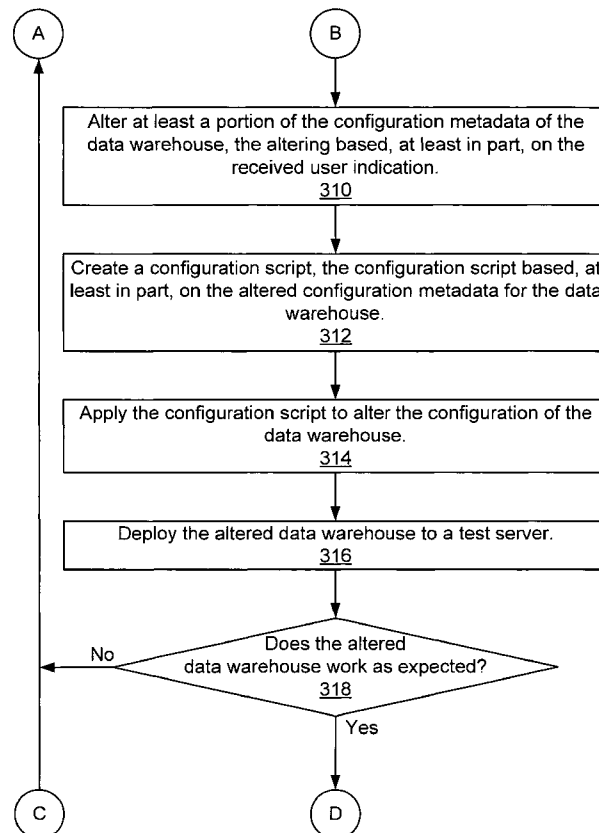 A
B
Alter at least a portion of the configuration metadata of the
data warehouse, the altering based, at least in part, on the
received user indication.
310
Create a configuration script, the configuration script based, at
least in part, on the altered configuration metadata for the data
warehouse.
312
Apply the configuration script to alter the configuration of the
data warehouse.
314
Deploy the altered data warehouse to a test server.
316
Does the altered
data warehouse work as expected?
318
No
Yes
C
D